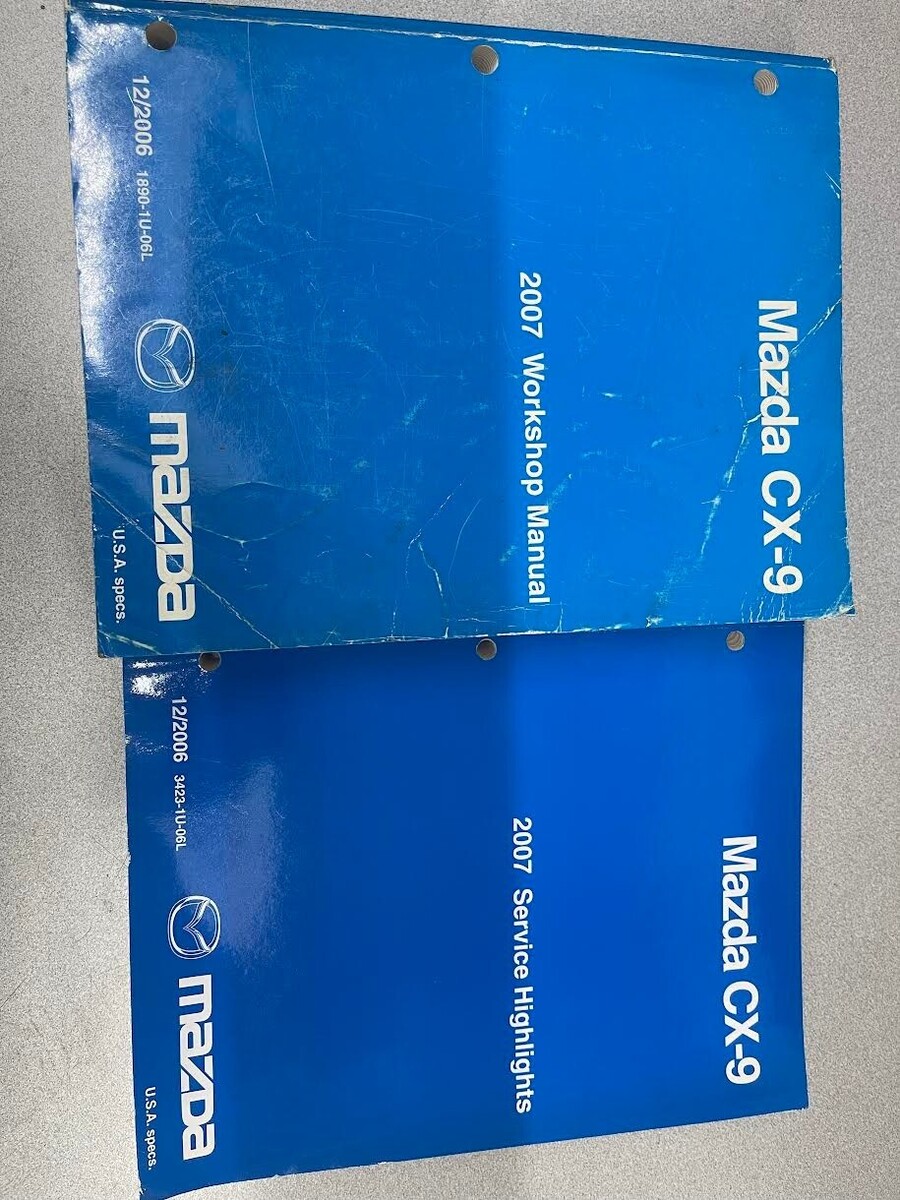 Mazda CX-9
2007 Workshop Manual
12/2006 1890-1U-06L
mazda
U.S.A. specs.
Mazda CX-9
2007 Service Highlights
12/2006 3423-1U-06L
mazda
U.S.A. specs.